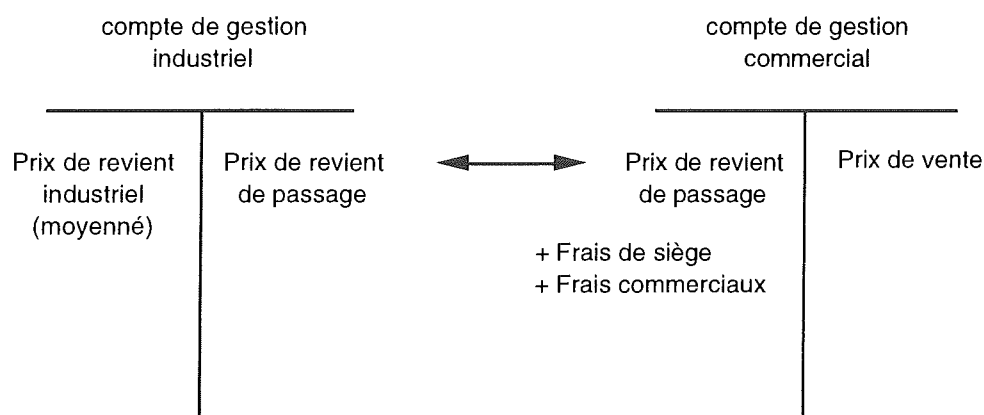 compte de gestion
industriel
compte de gestion
commercial
Prix de revient
industriel
(moyenné)
Prix de revient
de passage
Prix de revient
de passage
+ Frais de siège
+ Frais commerciaux
Prix de vente